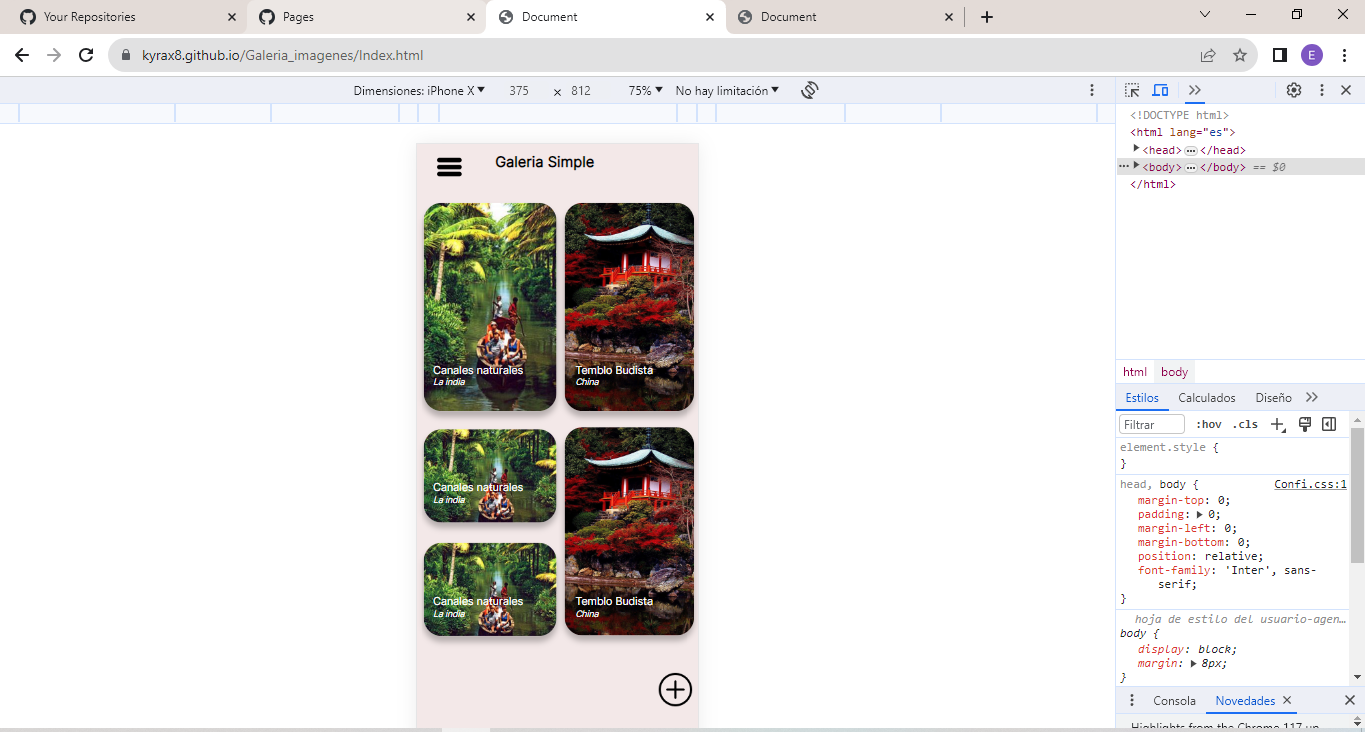 Your Repositories
Pages
Document
Document
kyrax8.github.io/Galeria_imagenes/Index.html
E
Dimensiones: iPhone X ▼ 375 × 812 75% ▼ No hay limitación ▼
Galeria Simple
Canales naturales
La india
Temblo Budista
China
Canales naturales
La india
Canales naturales
La india
Temblo Budista
China
<!DOCTYPE html>
<html lang="es">
<head> … </head>
<body> … </body> == $0
</html>
html body
Estilos Calculados Diseño
Filtrar :hov .cls
element.style {
}
head, body { Confi.css:1
margin-top: 0;
padding: 0;
margin-left: 0;
margin-bottom: 0;
position: relative;
font-family: 'Inter', sans-
serif;
}
hoja de estilo del usuario-agen…
body {
display: block;
margin: 8px;
}
Consola Novedades
Highlights from the Chrome 117 up